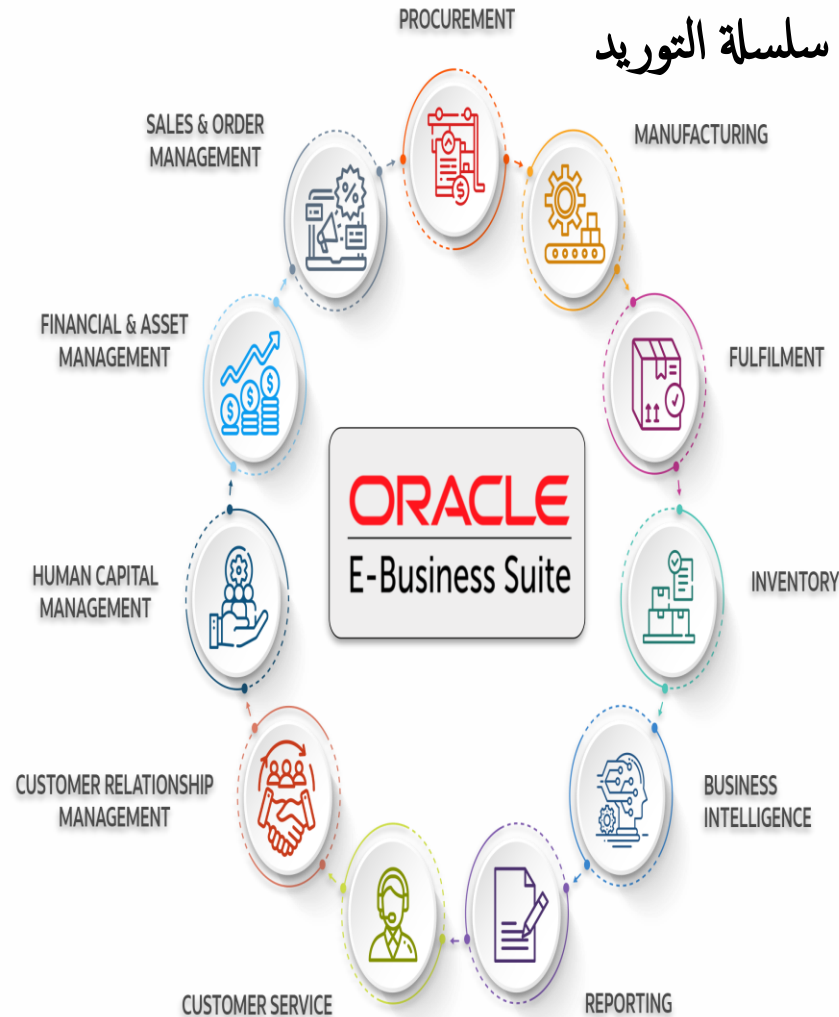 PROCUREMENT
سلسلة التوريد
SALES & ORDER
MANAGEMENT
MANUFACTURING
FINANCIAL & ASSET
MANAGEMENT
FULFILMENT
ORACLE
E-Business Suite
HUMAN CAPITAL
MANAGEMENT
INVENTORY
CUSTOMER RELATIONSHIP
MANAGEMENT
BUSINESS
INTELLIGENCE
CUSTOMER SERVICE
REPORTING